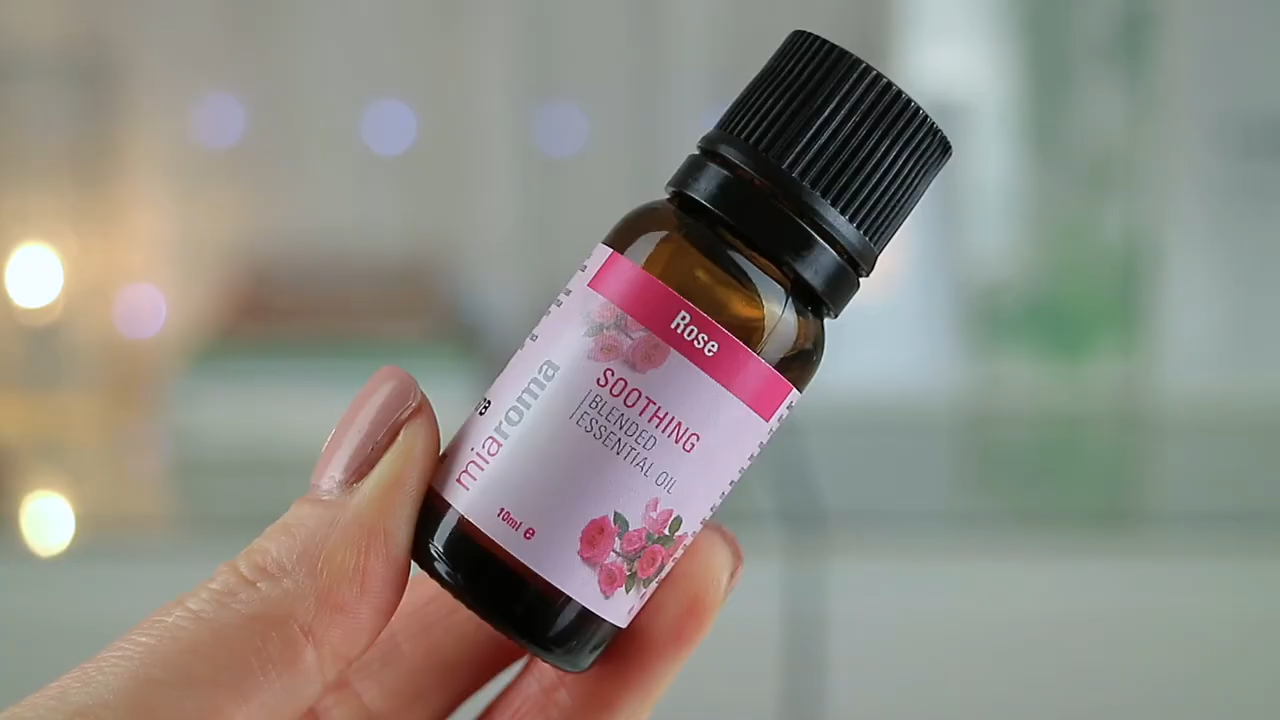 Rose
SOOTHING
BLENDED
ESSENTIAL OIL
miaroma
10ml e